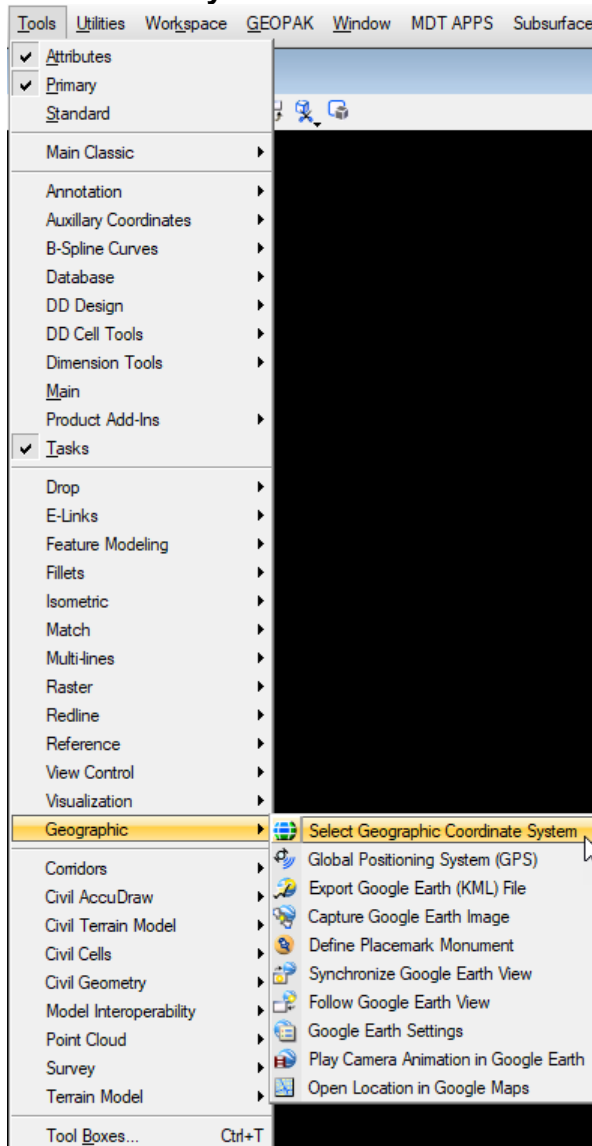 Tools Utilities Workspace GEOPAK Window MDT APPS Subsurface
Attributes
Primary
Standard
Main Classic
Annotation
Auxillary Coordinates
B-Spline Curves
Database
DD Design
DD Cell Tools
Dimension Tools
Main
Product Add-Ins
Tasks
Drop
E-Links
Feature Modeling
Fillets
Isometric
Match
Multi-lines
Raster
Redline
Reference
View Control
Visualization
Geographic
Select Geographic Coordinate System
Global Positioning System (GPS)
Export Google Earth (KML) File
Capture Google Earth Image
Define Placemark Monument
Synchronize Google Earth View
Follow Google Earth View
Google Earth Settings
Play Camera Animation in Google Earth
Open Location in Google Maps
Corridors
Civil AccuDraw
Civil Terrain Model
Civil Cells
Civil Geometry
Model Interoperability
Point Cloud
Survey
Terrain Model
Tool Boxes... Ctrl+T